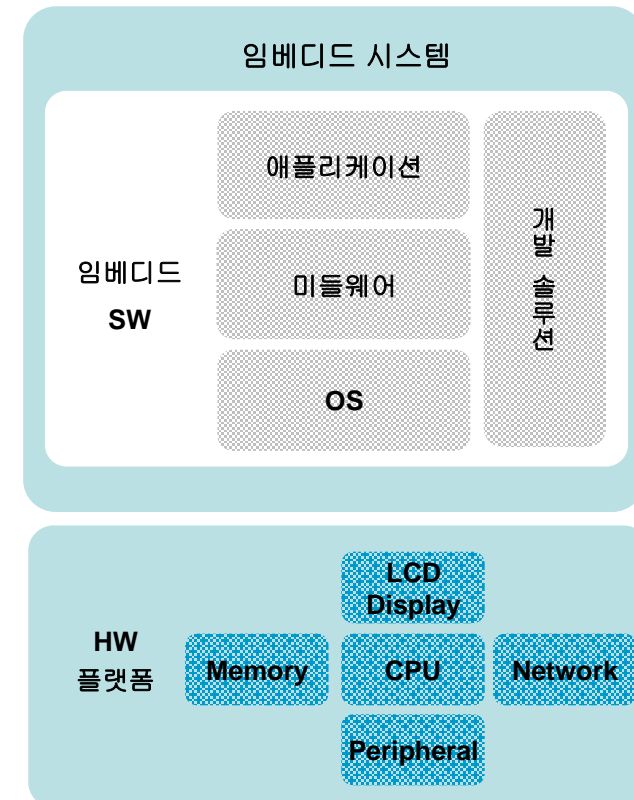 임베디드 시스템
애플리케이션
임베디드
SW
미들웨어
OS
개발 솔루션
HW
플랫폼
LCD
Display
Memory
CPU
Network
Peripheral